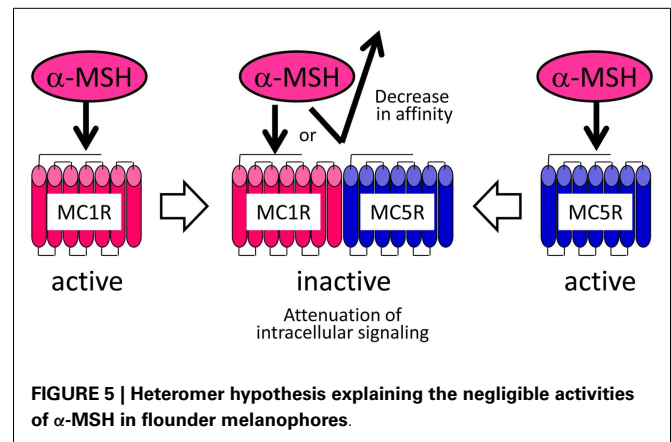 α-MSH
α-MSH
α-MSH
Decrease
in affinity
or
MC1R
MC1R
MC5R
MC5R
active
inactive
active
Attenuation of
intracellular signaling
FIGURE 5 | Heteromer hypothesis explaining the negligible activities
of α-MSH in flounder melanophores.